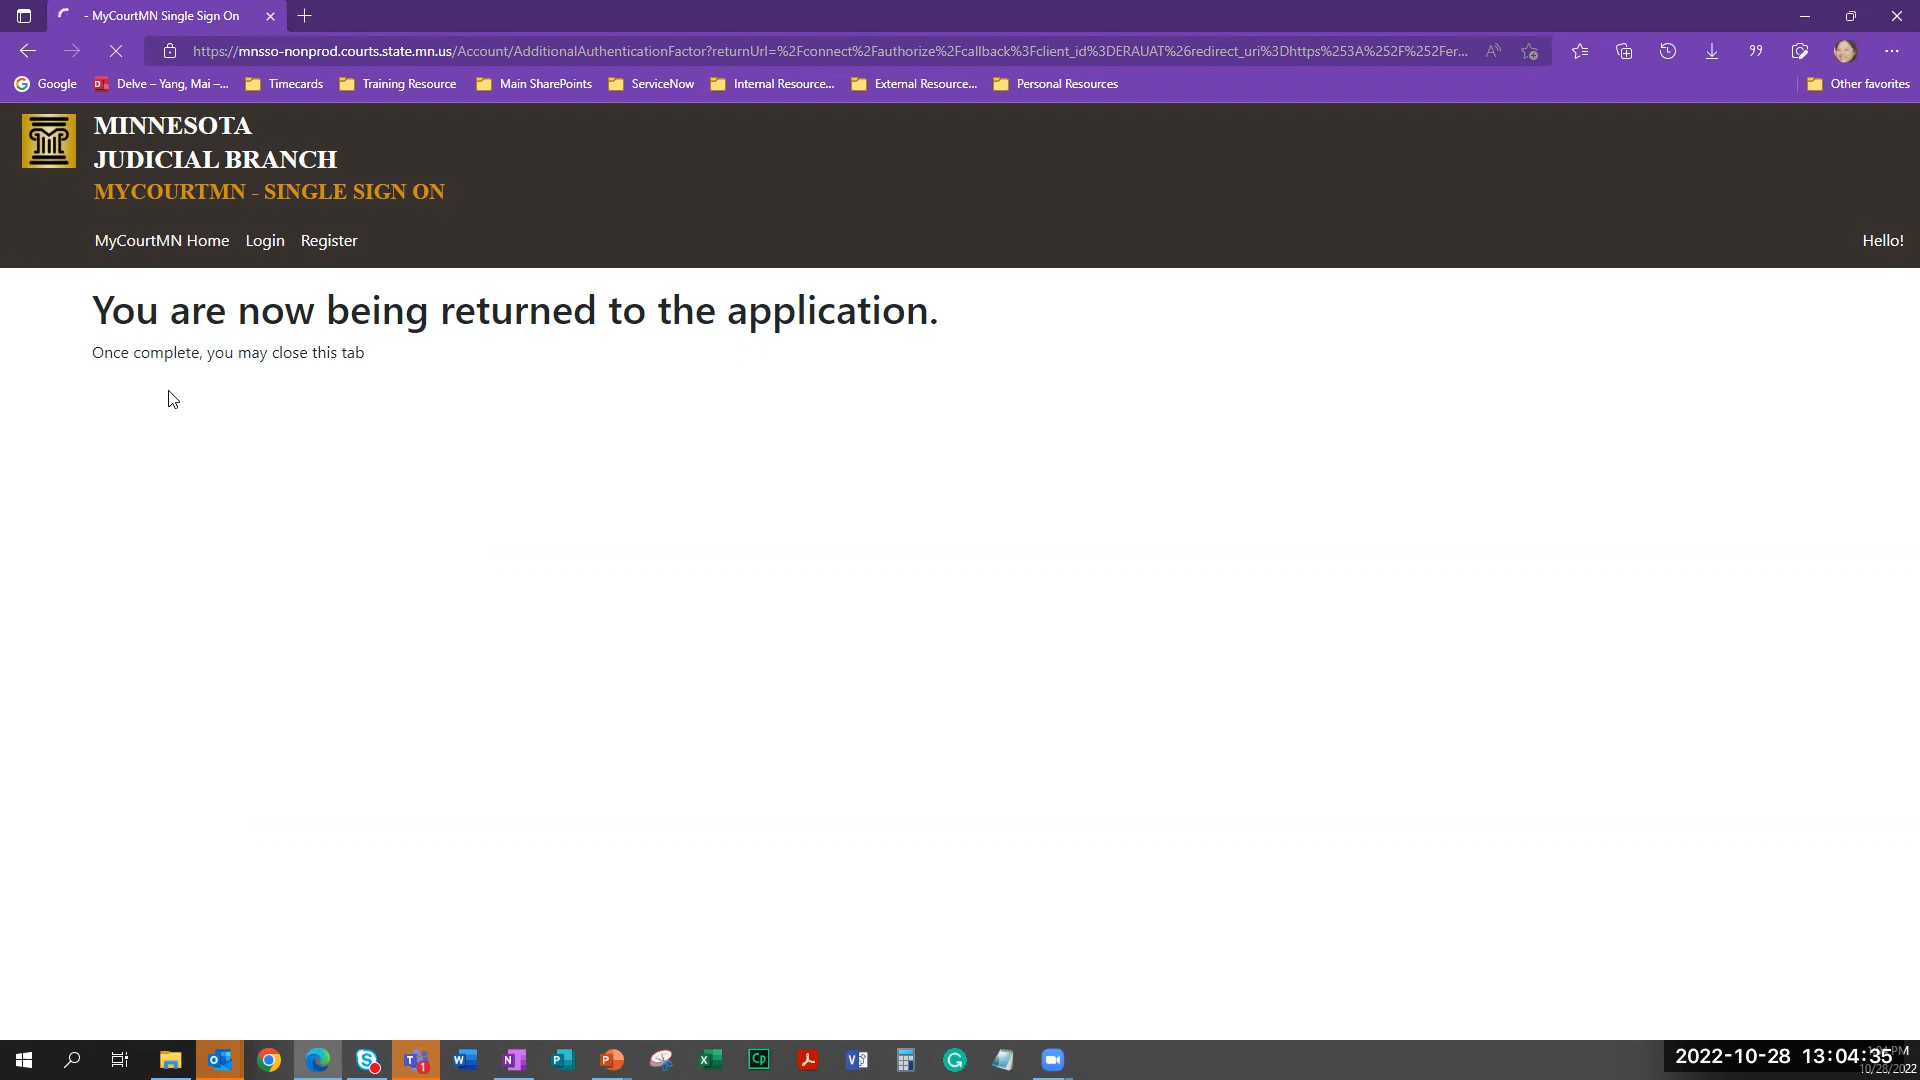 - MyCourtMN Single Sign On
https://mnsso-nonprod.courts.state.mn.us/Account/AdditionalAuthenticationFactor?returnUrl=%2Fconnect%2Fauthorize%2Fcallback%3Fclient_id%3DERAUAT%26redirect_uri%3Dhttps%253A%252F%252Fer...
Google
Delve – Yang, Mai –...
Timecards
Training Resource
Main SharePoints
ServiceNow
Internal Resource...
External Resource...
Personal Resources
Other favorites
MINNESOTA
JUDICIAL BRANCH
MYCOURTMN - SINGLE SIGN ON
MyCourtMN Home Login Register
Hello!
You are now being returned to the application.
Once complete, you may close this tab
2022-10-28 13:04:35
10/28/2022